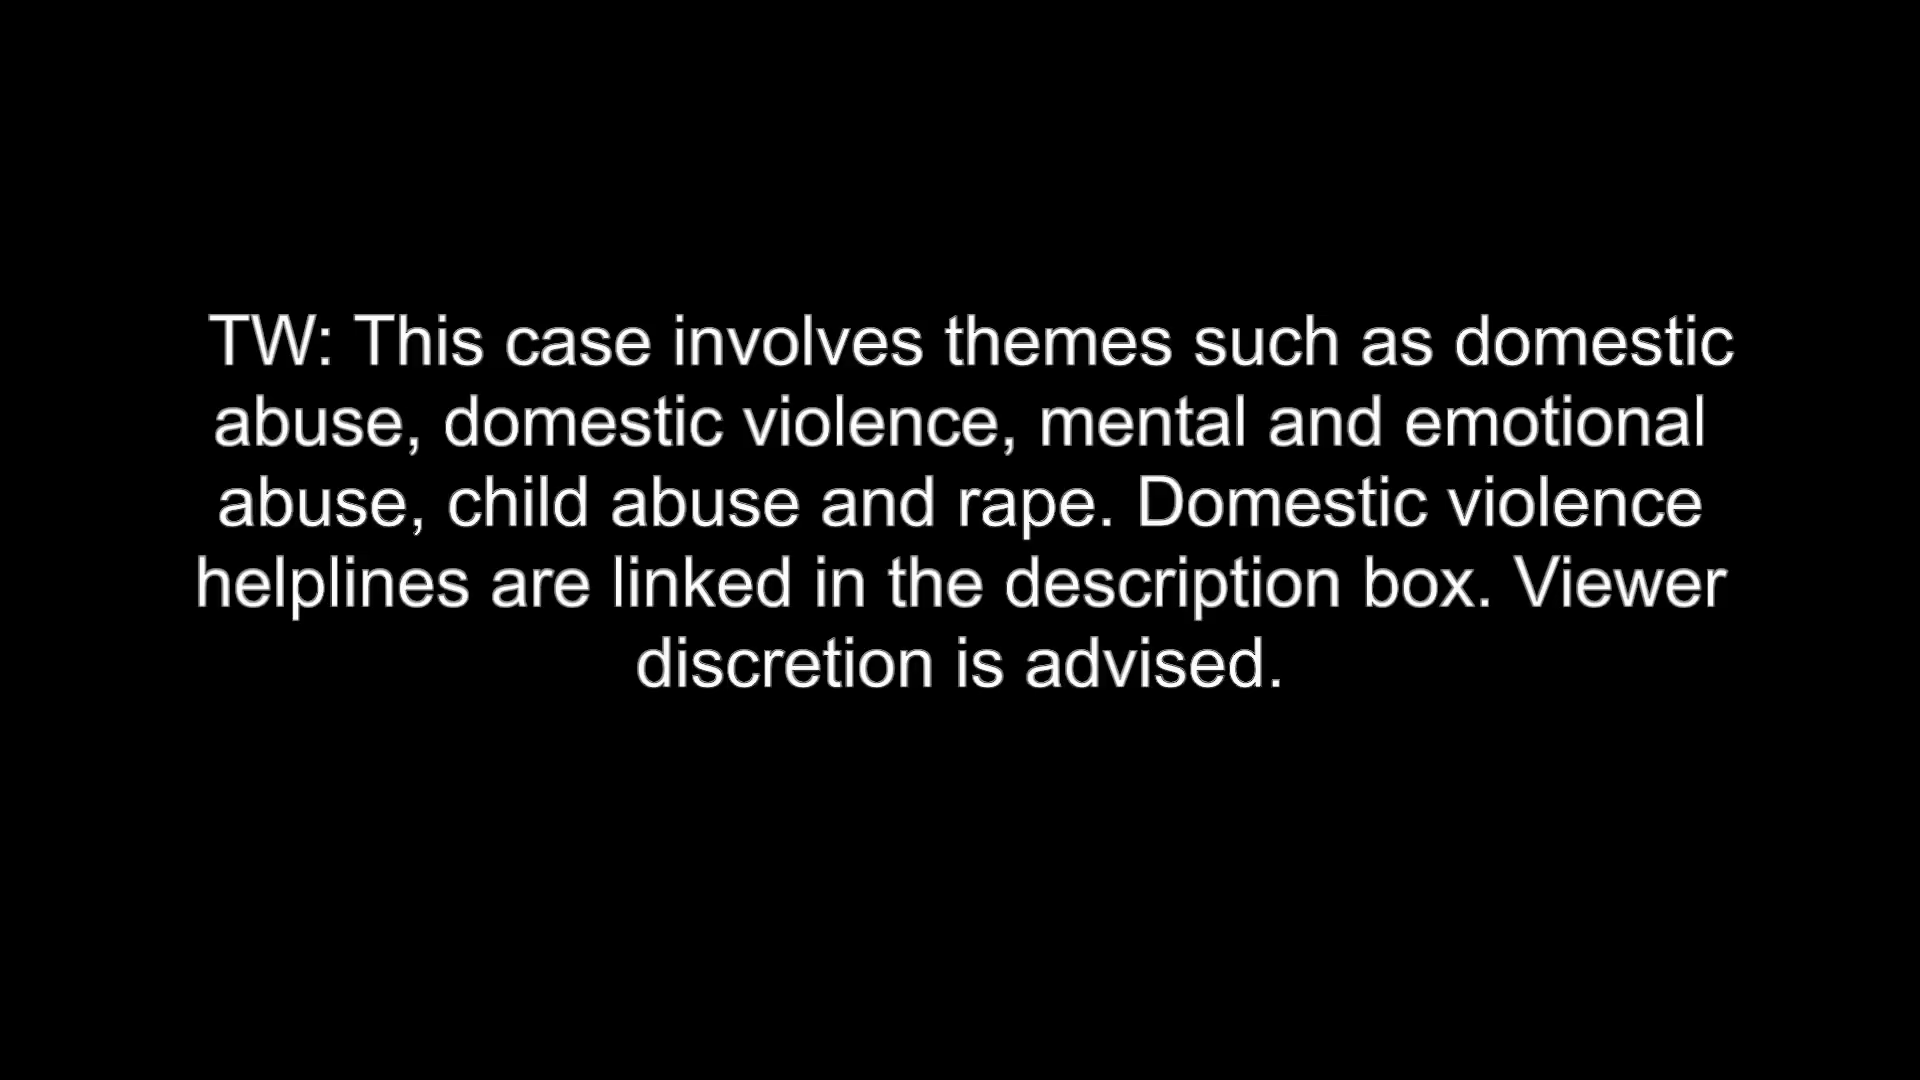 TW: This case involves themes such as domestic
abuse, domestic violence, mental and emotional
abuse, child abuse and rape. Domestic violence
helplines are linked in the description box. Viewer
discretion is advised.